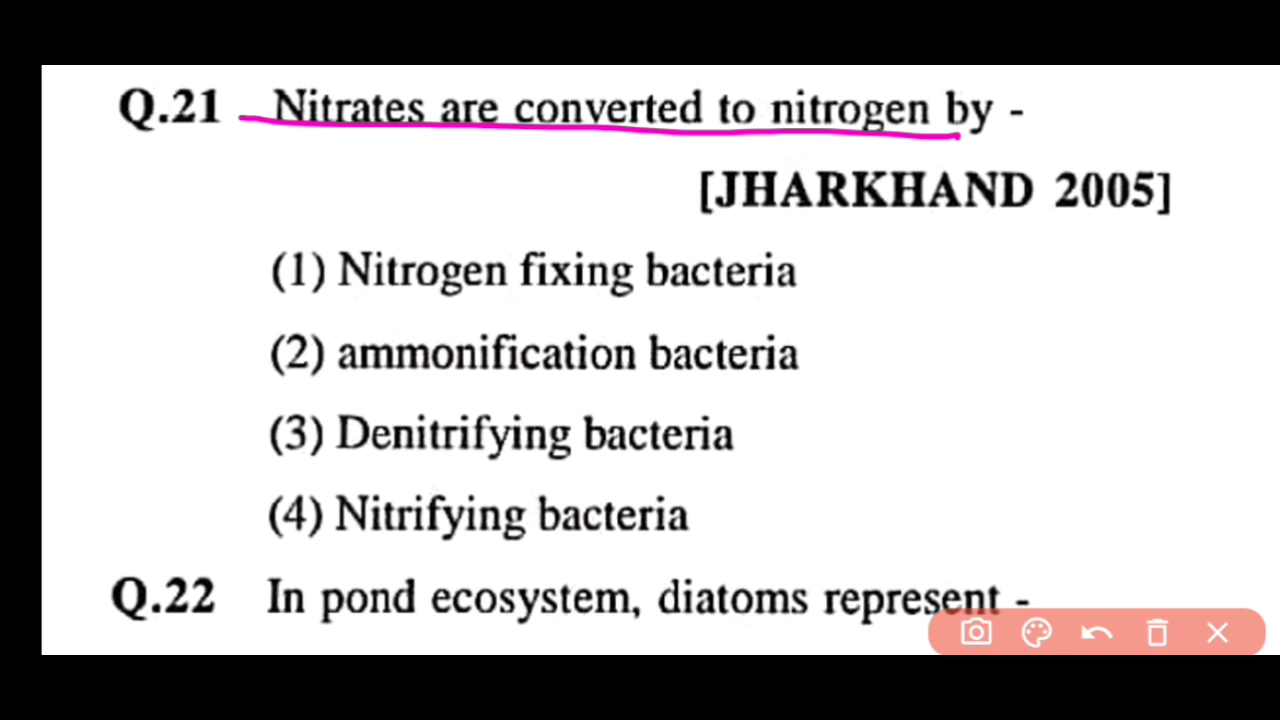 Q.21 Nitrates are converted to nitrogen by -
[JHARKHAND 2005]
(1) Nitrogen fixing bacteria
(2) ammonification bacteria
(3) Denitrifying bacteria
(4) Nitrifying bacteria
Q.22 In pond ecosystem, diatoms represent -